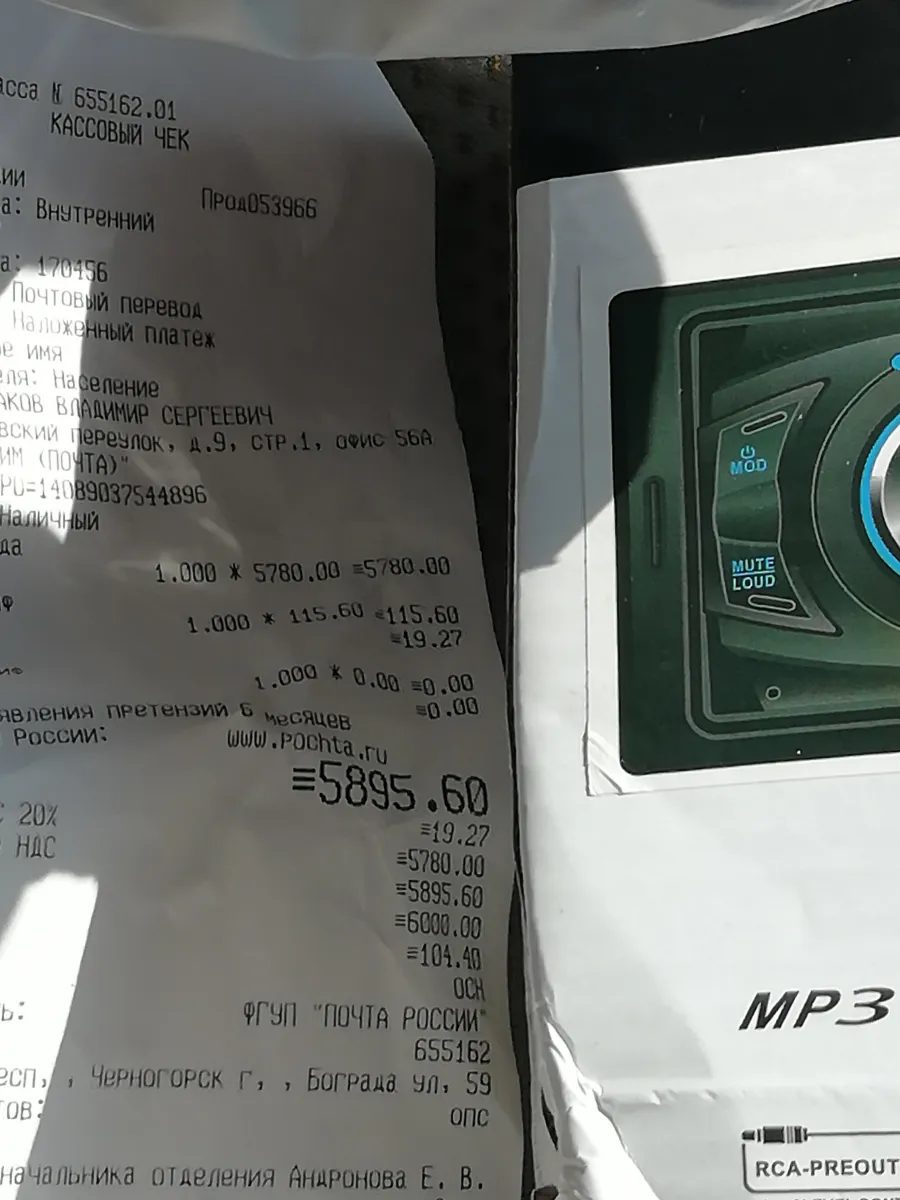 асса № 655162.01
КАССОВЫЙ ЧЕК
ии
Прод053966
а: Внутренний
а: 170456
Почтовый перевод
Наложенный платеж
е имя
еля: Население
АКОВ ВЛАДИМИР СЕРГЕЕВИЧ
вский переулок, д.9, стр.1, офис 56А
ИМ (ПОЧТА)"
РО=14089037544896
Наличный
да
1.000 * 5780.00 ≡5780.00
Ф
1.000 * 115.60 ≡115.60
≡19.27
1.000 * 0.00 ≡0.00
≡0.00
явления претензий 6 месяцев
России:
www.pochta.ru
≡5895.60
С 20%
≡19.27
НДС
≡5780.00
≡5895.60
≡6000.00
≡104.40
ОСН
ь:
ФГУП "ПОЧТА РОССИИ"
655162
есп, , Черногорск г, , Бограда ул, 59
тов:
ОПС
начальника отделения Андронова Е. В.
MOD
MUTE
LOUD
MP3
RCA-PREOUT